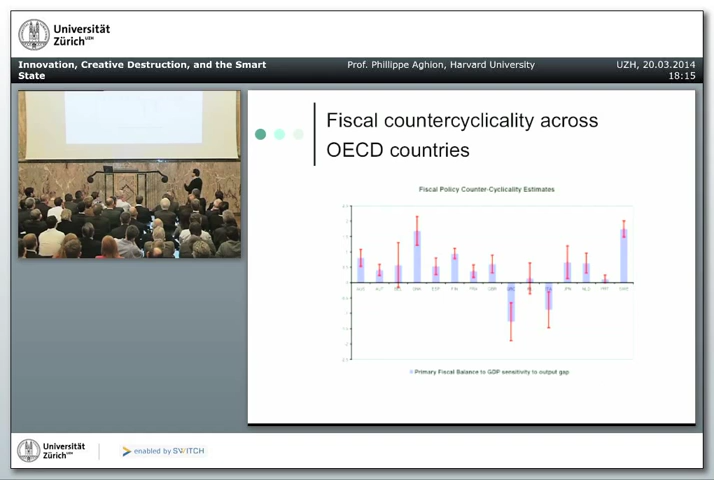 Universität
Zürich UZH
Innovation, Creative Destruction, and the Smart
State
Prof. Phillippe Aghion, Harvard University
UZH, 20.03.2014
18:15
Fiscal countercyclicality across
OECD countries
Fiscal Policy Counter-Cyclicality Estimates
Primary Fiscal Balance to GDP sensitivity to output gap
Universität
Zürich UZH
enabled by SWITCH